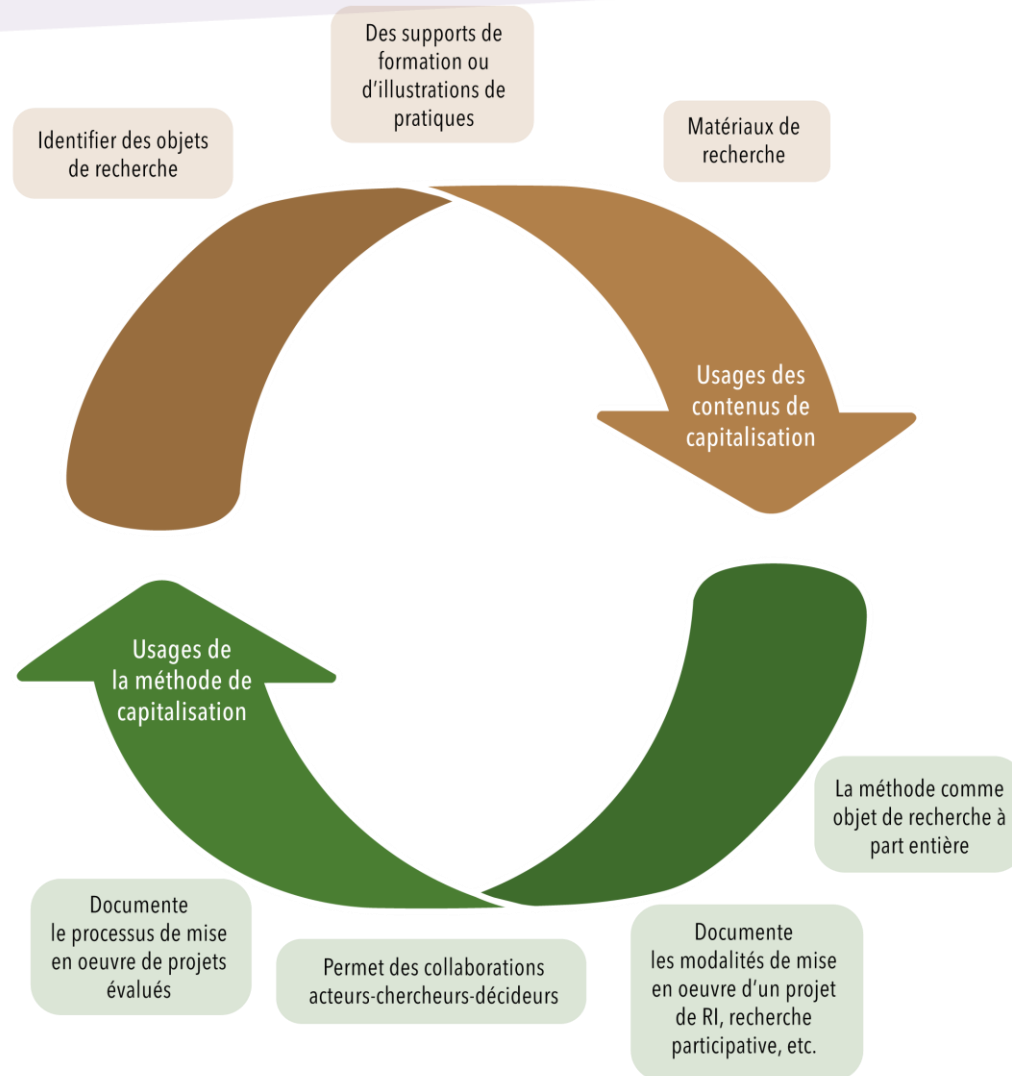 Des supports de
formation ou
d'illustrations de
pratiques
Identifier des objets
de recherche
Matériaux de
recherche
Usages des
contenus de
capitalisation
Usages de
la méthode de
capitalisation
La méthode comme
objet de recherche à
part entière
Documente
le processus de mise
en oeuvre de projets
évalués
Permet des collaborations
acteurs-chercheurs-décideurs
Documente
les modalités de mise
en oeuvre d'un projet
de RI, recherche
participative, etc.